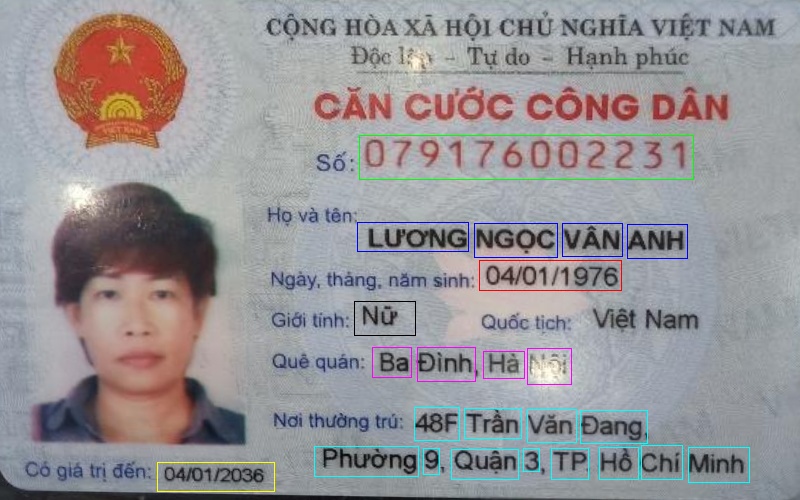 CỘNG HÒA XÃ HỘI CHỦ NGHĨA VIỆT NAM
Độc lập - Tự do - Hạnh phúc
CĂN CƯỚC CÔNG DÂN
VIỆT NAM
Số: 079176002231
Họ và tên:
LƯƠNG NGỌC VÂN ANH
Ngày, tháng, năm sinh: 04/01/1976
Giới tính: Nữ Quốc tịch: Việt Nam
Quê quán: Ba Đình, Hà Nội
Nơi thường trú: 48F Trần Văn Đang,
Phường 9, Quận 3, TP. Hồ Chí Minh
Có giá trị đến: 04/01/2036